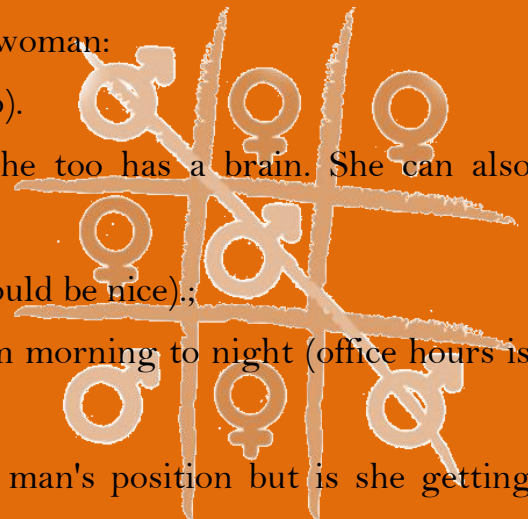 woman:
).
he too has a brain. She can also
ould be nice).;
morning to night (office hours is
man's position but is she getting